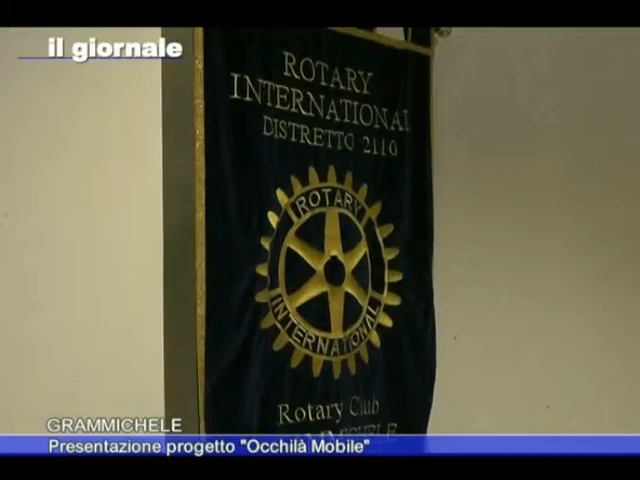 il giornale
ROTARY
INTERNATIONAL
DISTRETTO 2110
ROTARY
INTERNATIONAL
Rotary Club
GRAMMICHELE
Presentazione progetto "Occhilà Mobile"